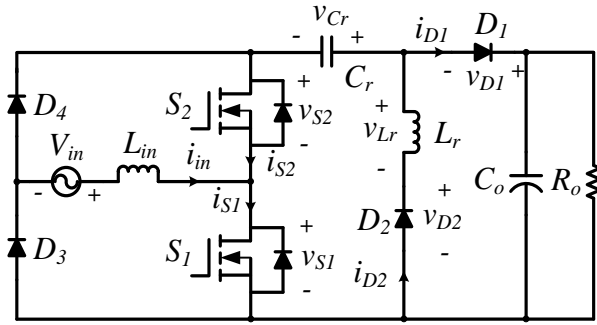 - v_Cr +
C_r
i_D1
D_1
- v_D1 +
D_4
S_2
+ v_S2 -
i_S2
+ v_Lr -
L_r
V_in
- +
L_in
i_in
i_S1
C_o
R_o
D_3
S_1
+ v_S1 -
D_2
+ v_D2 -
i_D2